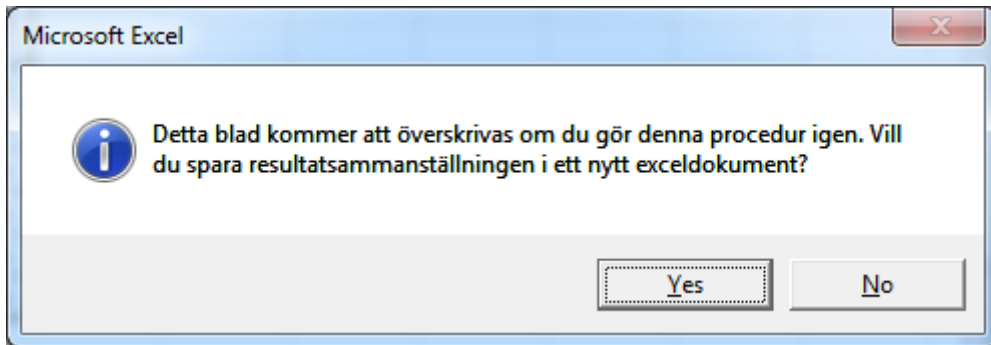 Microsoft Excel
Detta blad kommer att överskrivas om du gör denna procedur igen. Vill
du spara resultatsammanställningen i ett nytt exceldokument?
Yes
No